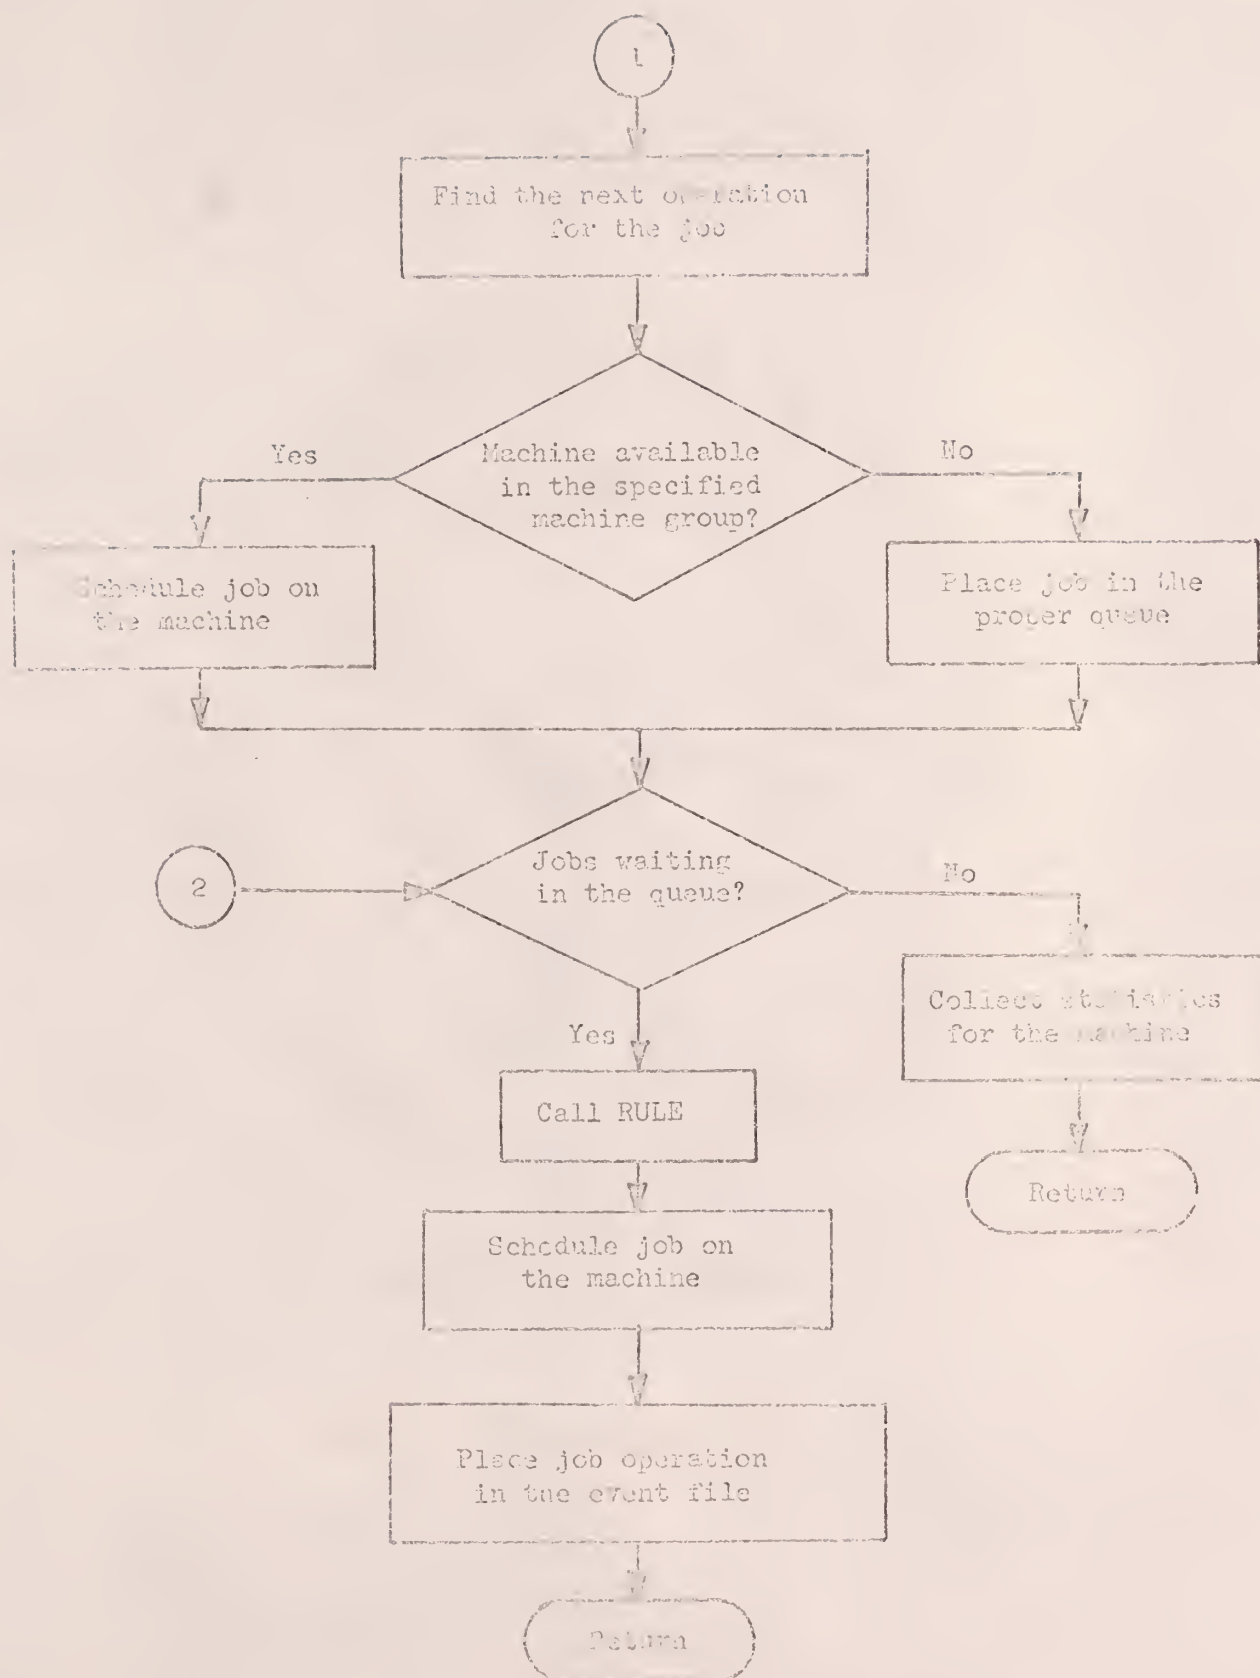 1
Find the next operation
for the job
Yes
Machine available
in the specified
machine group?
No
Schedule job on
the machine
Place job in the
proper queue
2
Jobs waiting
in the queue?
No
Collect statistics
for the machine
Yes
Call RULE
Return
Schedule job on
the machine
Place job operation
in the event file
Return